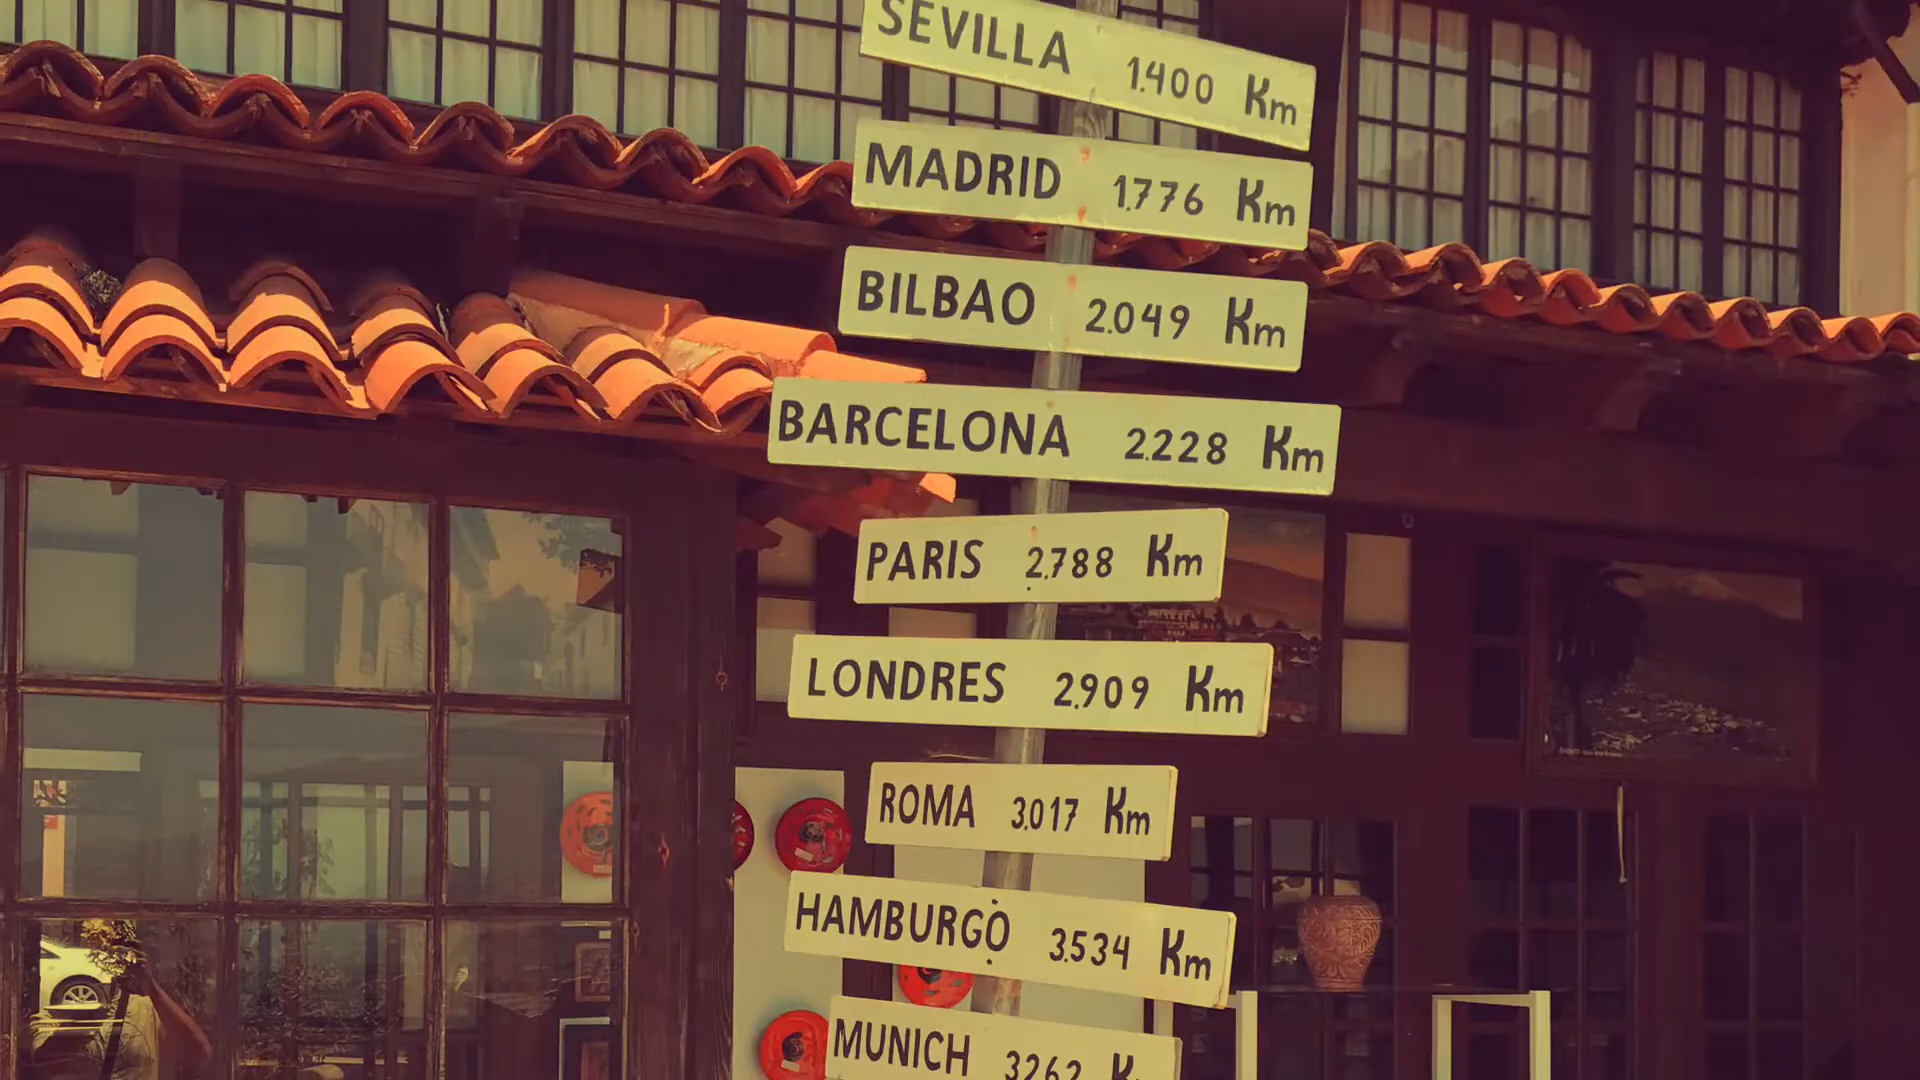 SEVILLA 1.400 Km
MADRID 1.776 Km
BILBAO 2.049 Km
BARCELONA 2.228 Km
PARIS 2.788 Km
LONDRES 2.909 Km
ROMA 3.017 Km
HAMBURGO 3.534 Km
MUNICH 3262 K